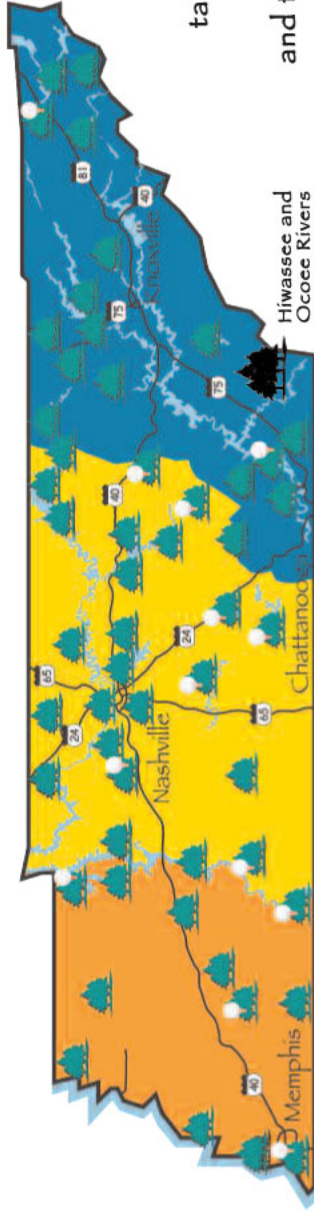 ta
and t
81
40
Knoxville
75
Hiwassee and
Ocoee Rivers
75
40
65
24
24
Chattanooga
65
Nashville
40
Memphis